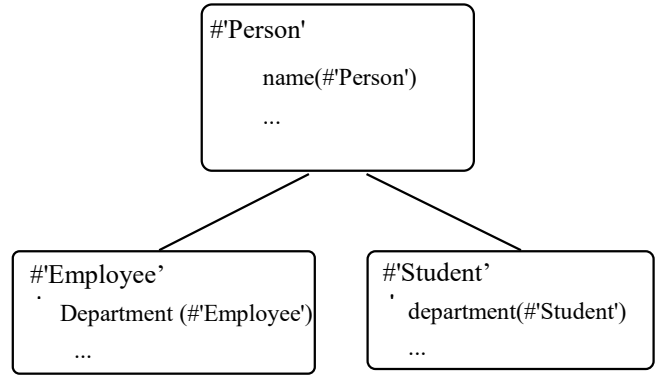 #'Person'
name(#'Person')
...
#'Employee’
Department (#'Employee')
...
#'Student’
' department(#'Student')
...